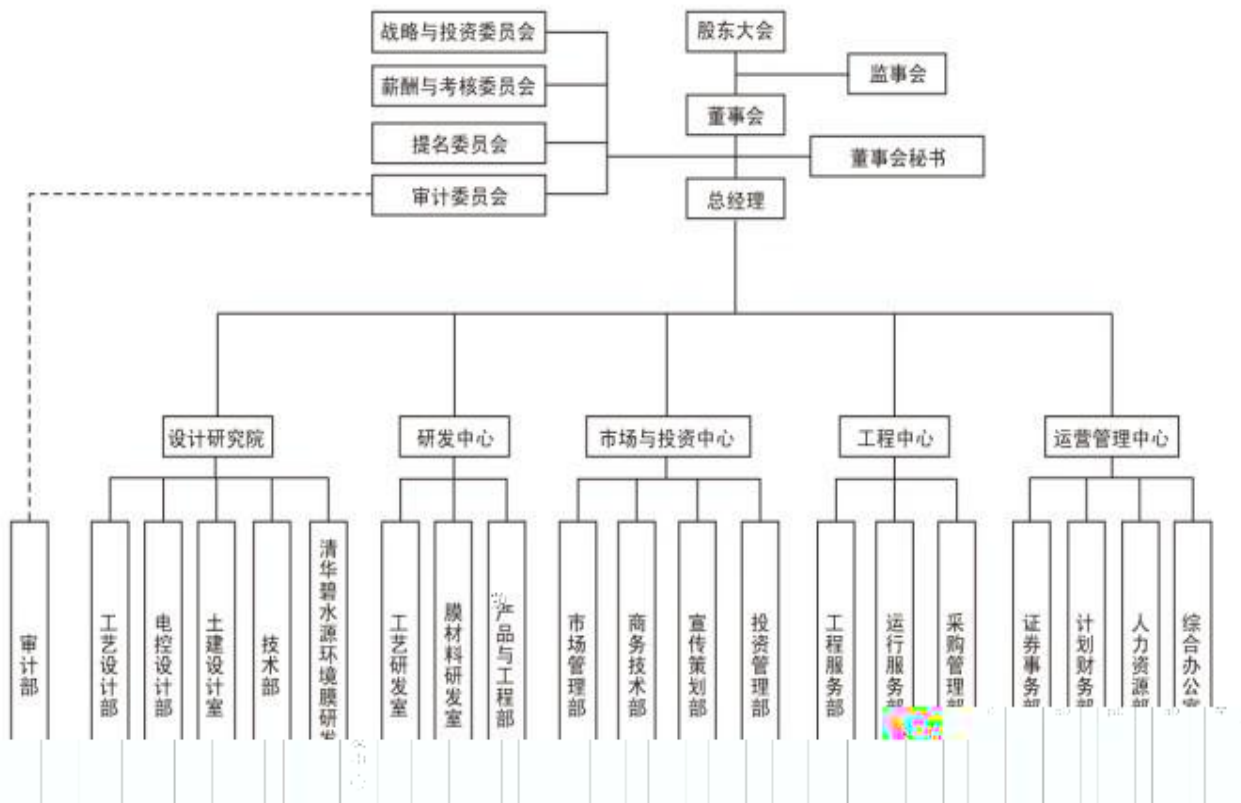 战略与投资委员会
股东大会
监事会
薪酬与考核委员会
董事会
提名委员会
董事会秘书
审计委员会
总经理
设计研究院
研发中心
市场与投资中心
工程中心
运营管理中心
审计部
工艺设计部
电控设计部
土建设计室
技术部
清华碧水源环境膜研发
工艺研发室
膜材料研发室
产品与工程部
市场管理部
商务技术部
宣传策划部
投资管理部
工程服务部
运行服务部
采购管理部
证券事务部
计划财务部
人力资源部
综合办公室